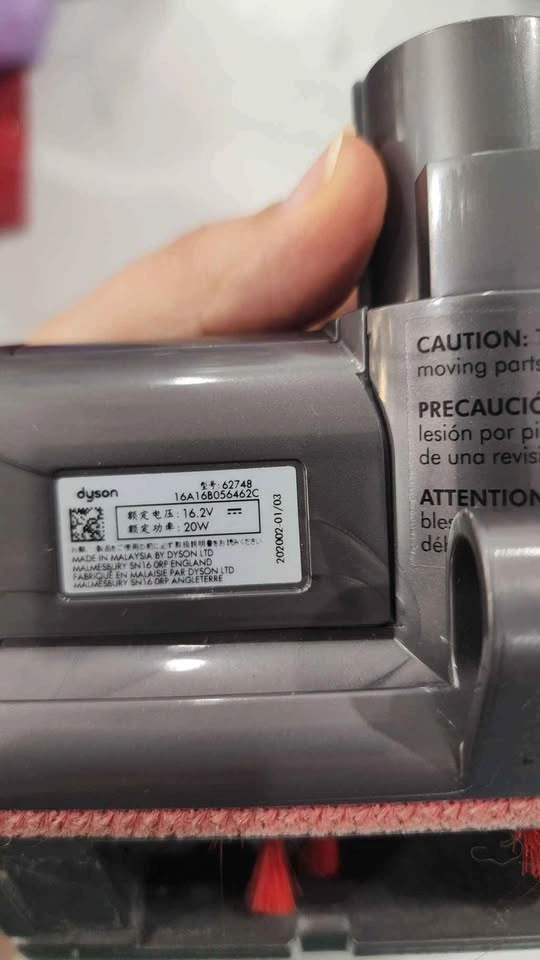 dyson
型号: 62748
16A16B056462C
额定电压: 16.2V
额定功率: 20W
MADE IN MALAYSIA BY DYSON LTD
MALMESBURY SN16 0RP ENGLAND
FABRIQUÉ EN MALAISIE PAR DYSON LTD
MALMESBURY SN16 0RP ANGLETERRE
202002-01/03
CAUTION:
moving parts
PRECAUCIÓ
lesión por pi
de una revisi
ATTENTION